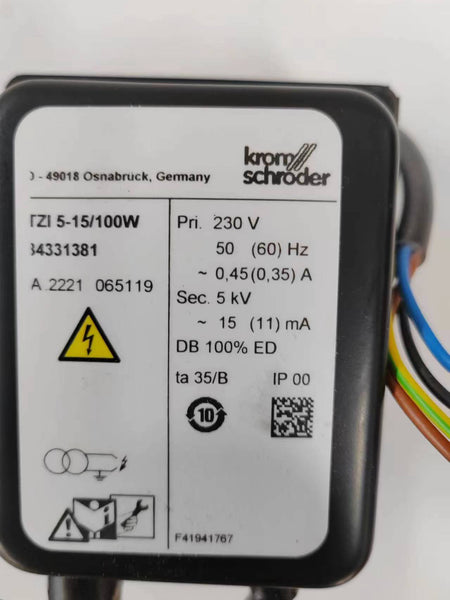 krom///
schroder
D - 49018 Osnabruck, Germany
TZI 5-15/100W
84331381
A 2221 065119
Pri. 230 V
50 (60) Hz
~ 0,45(0,35) A
Sec. 5 kV
~ 15 (11) mA
DB 100% ED
ta 35/B IP 00
10
i
F41941767